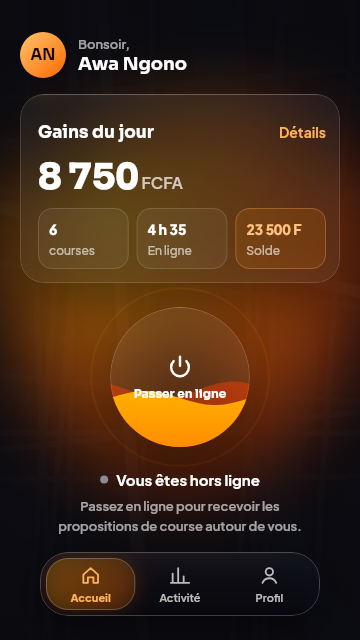 AN
Bonsoir,
Awa Ngono
Gains du jour
Détails
8 750 FCFA
6
courses
4 h 35
En ligne
23 500 F
Solde
Passer en ligne
Vous êtes hors ligne
Passez en ligne pour recevoir les
propositions de course autour de vous.
Accueil
Activité
Profil